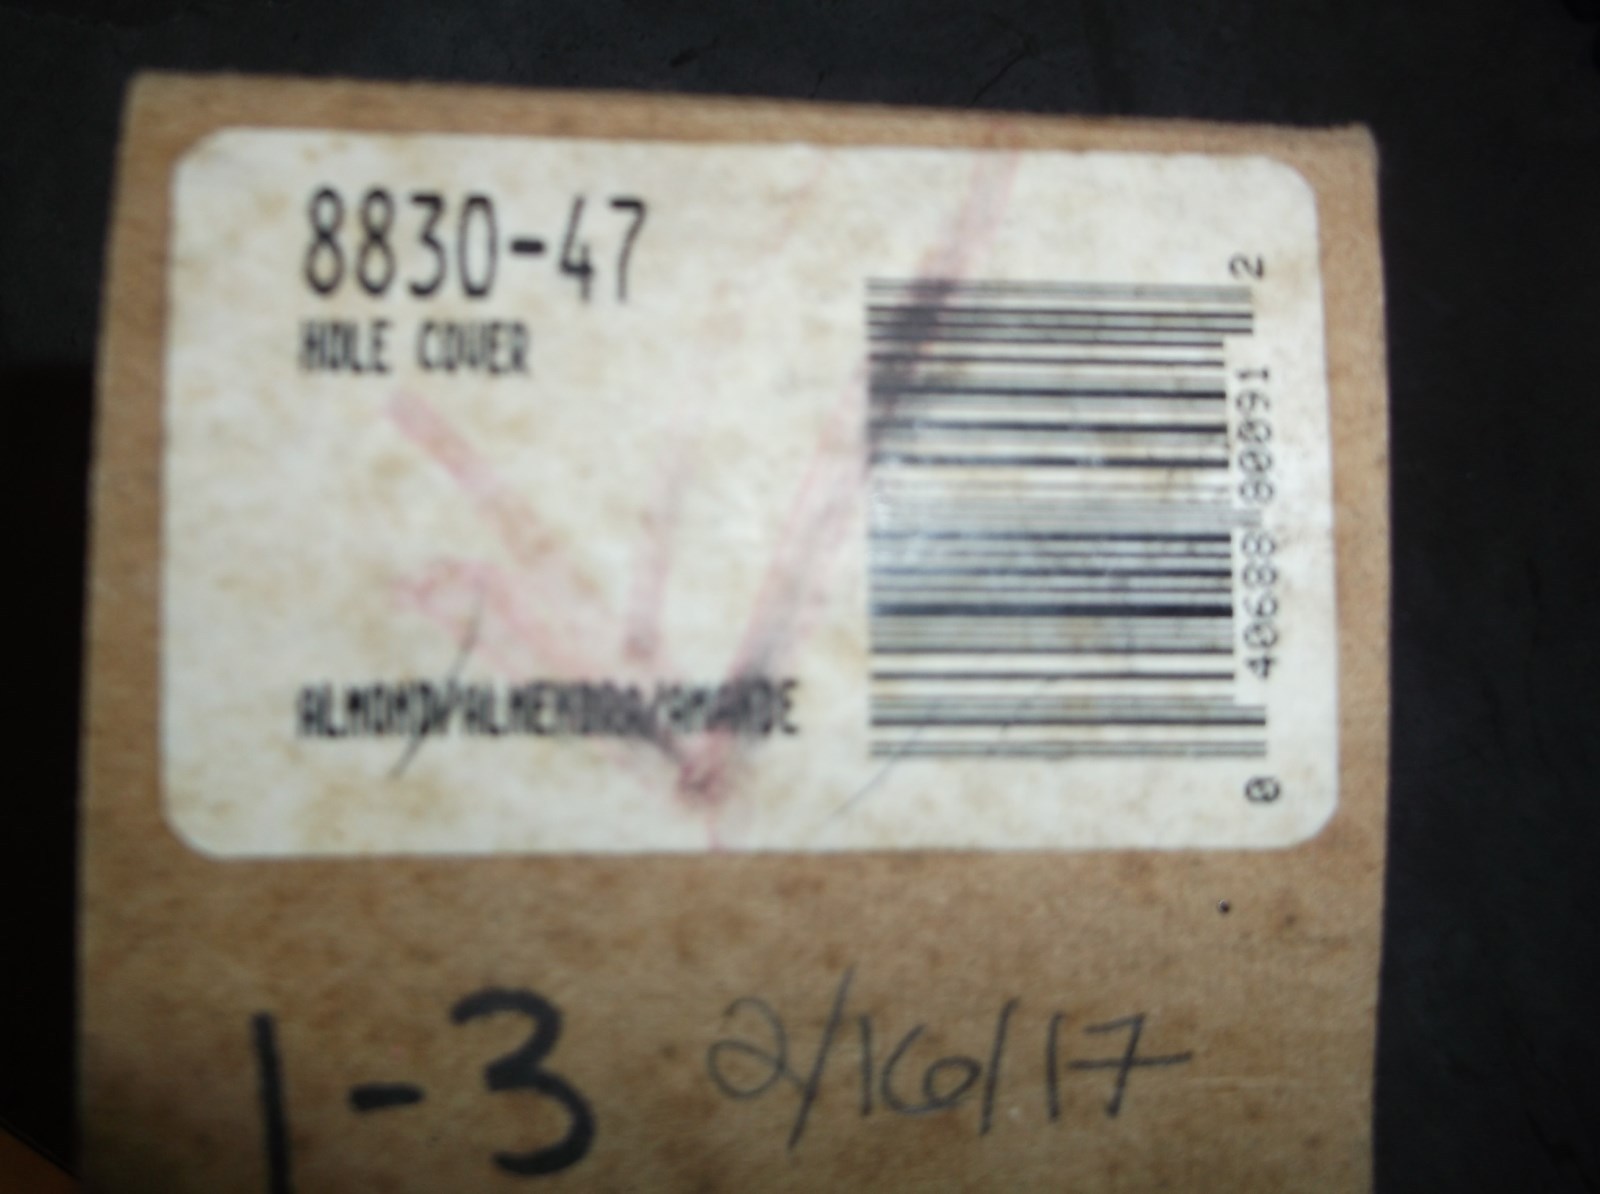 8830-47
HOLE COVER
ALMOND/ALMENDRA/AMANDE
0 40688 80091 2
1-3 2/16/17